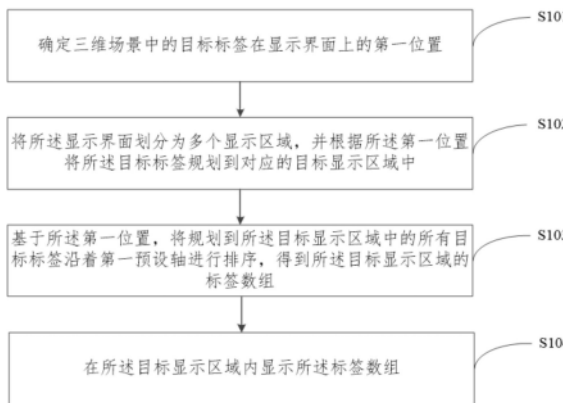 确定三维场景中的目标标签在显示界面上的第一位置
S101
将所述显示界面划分为多个显示区域，并根据所述第一位置
将所述目标标签规划到对应的目标显示区域中
基于所述第一位置，将规划到所述目标显示区域中的所有目
标标签沿着第一预设轴进行排序，得到所述目标显示区域的
标签数组
在所述目标显示区域内显示所述标签数组